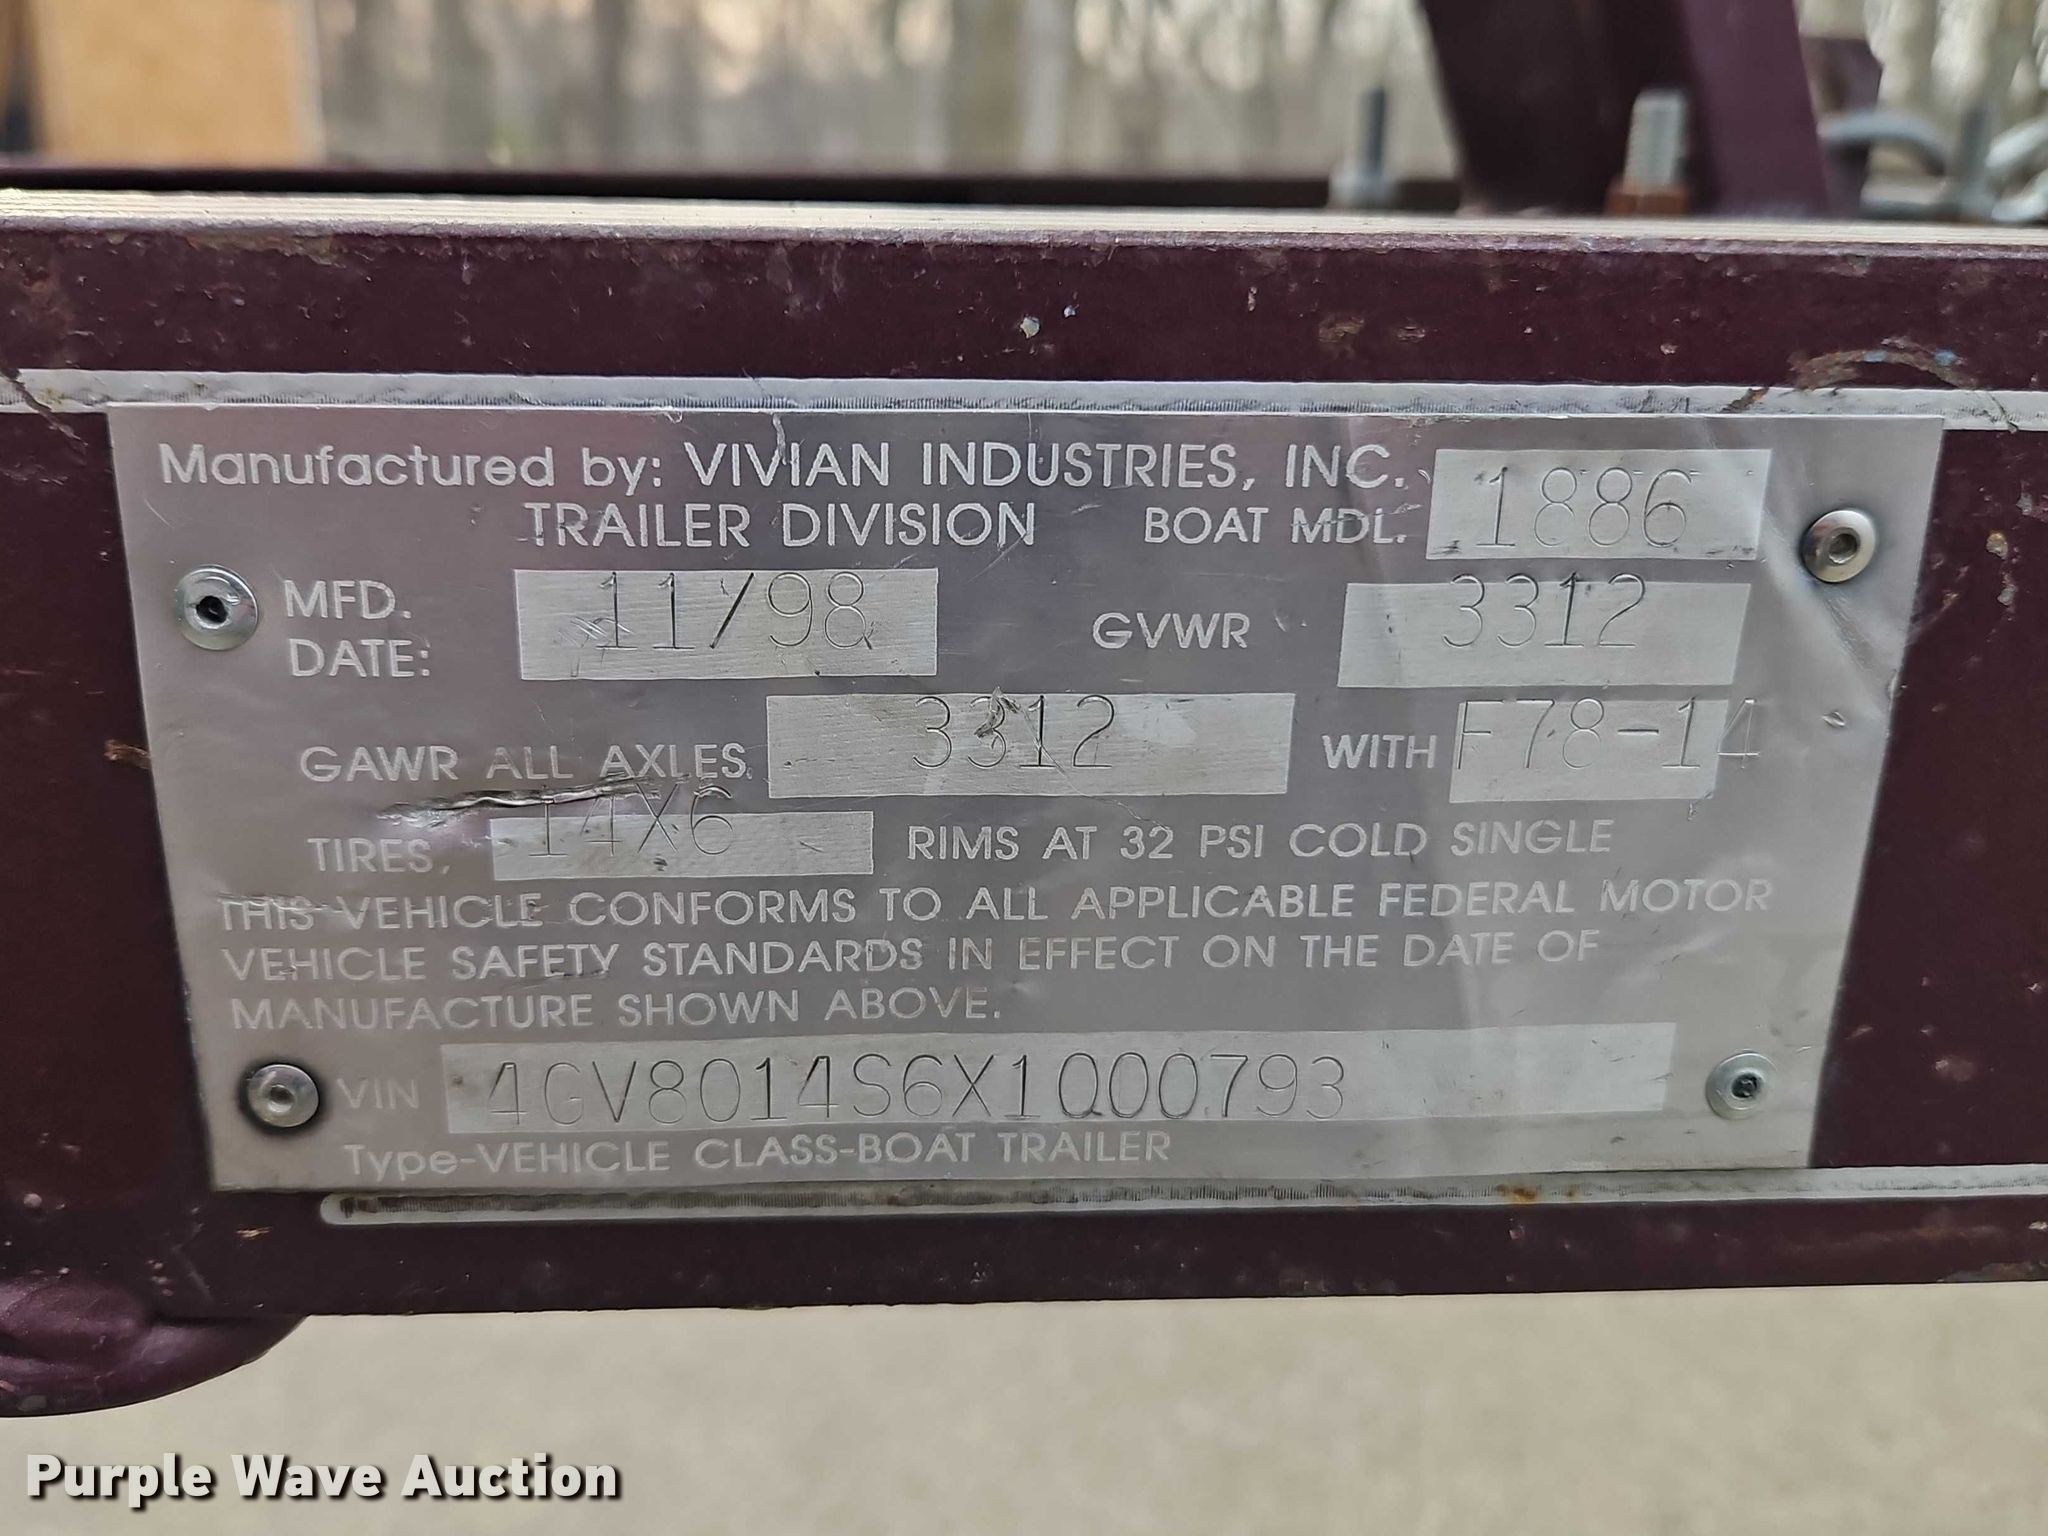 Manufactured by: VIVIAN INDUSTRIES, INC.
TRAILER DIVISION BOAT MDL. 1886
MFD. DATE: 11/98 GVWR 3312
GAWR ALL AXLES 3312 WITH F78-14
TIRES, 14X6 RIMS AT 32 PSI COLD SINGLE
THIS VEHICLE CONFORMS TO ALL APPLICABLE FEDERAL MOTOR
VEHICLE SAFETY STANDARDS IN EFFECT ON THE DATE OF
MANUFACTURE SHOWN ABOVE.
VIN 4GV8014S6X1000793
Type-VEHICLE CLASS-BOAT TRAILER
Purple Wave Auction